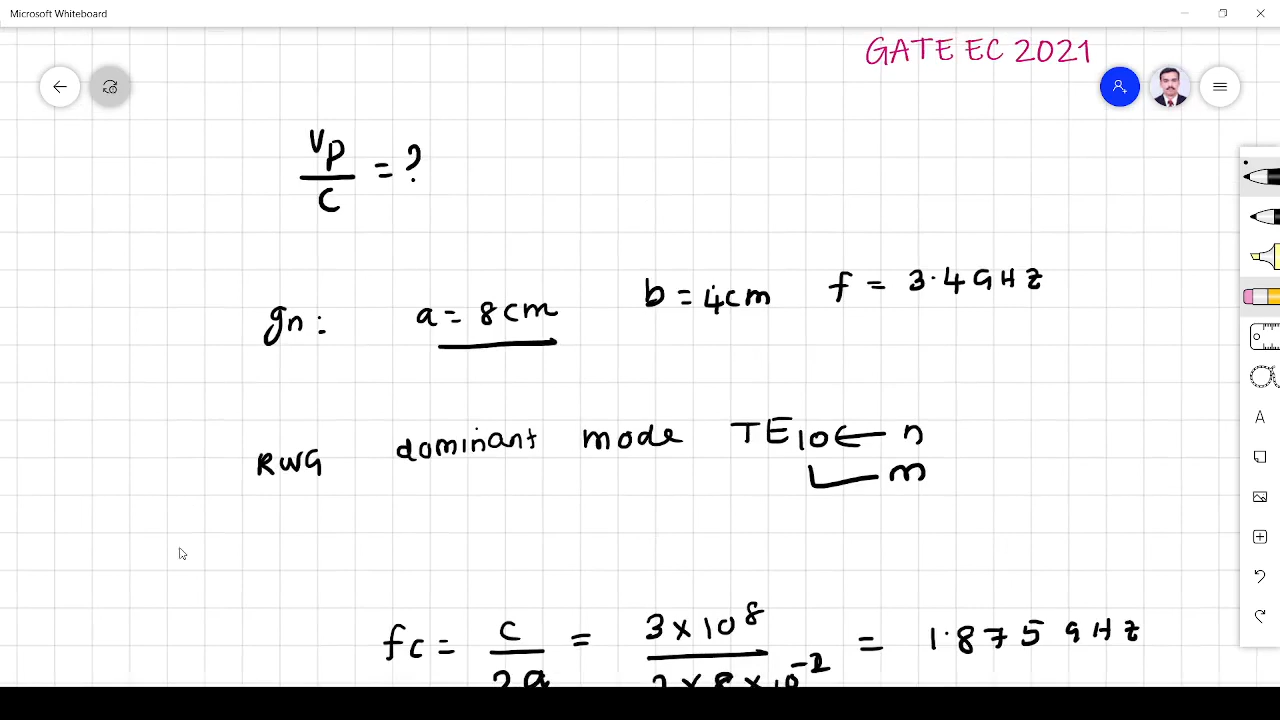 Microsoft Whiteboard
GATE EC 2021
Vp/c = ?
gn: a = 8cm b = 4cm f = 3.4 GHz
RWG dominant mode TE10 ← n
m
fc = c/2a = 3×10^8/2×8×10^-2 = 1.875 GHz
A